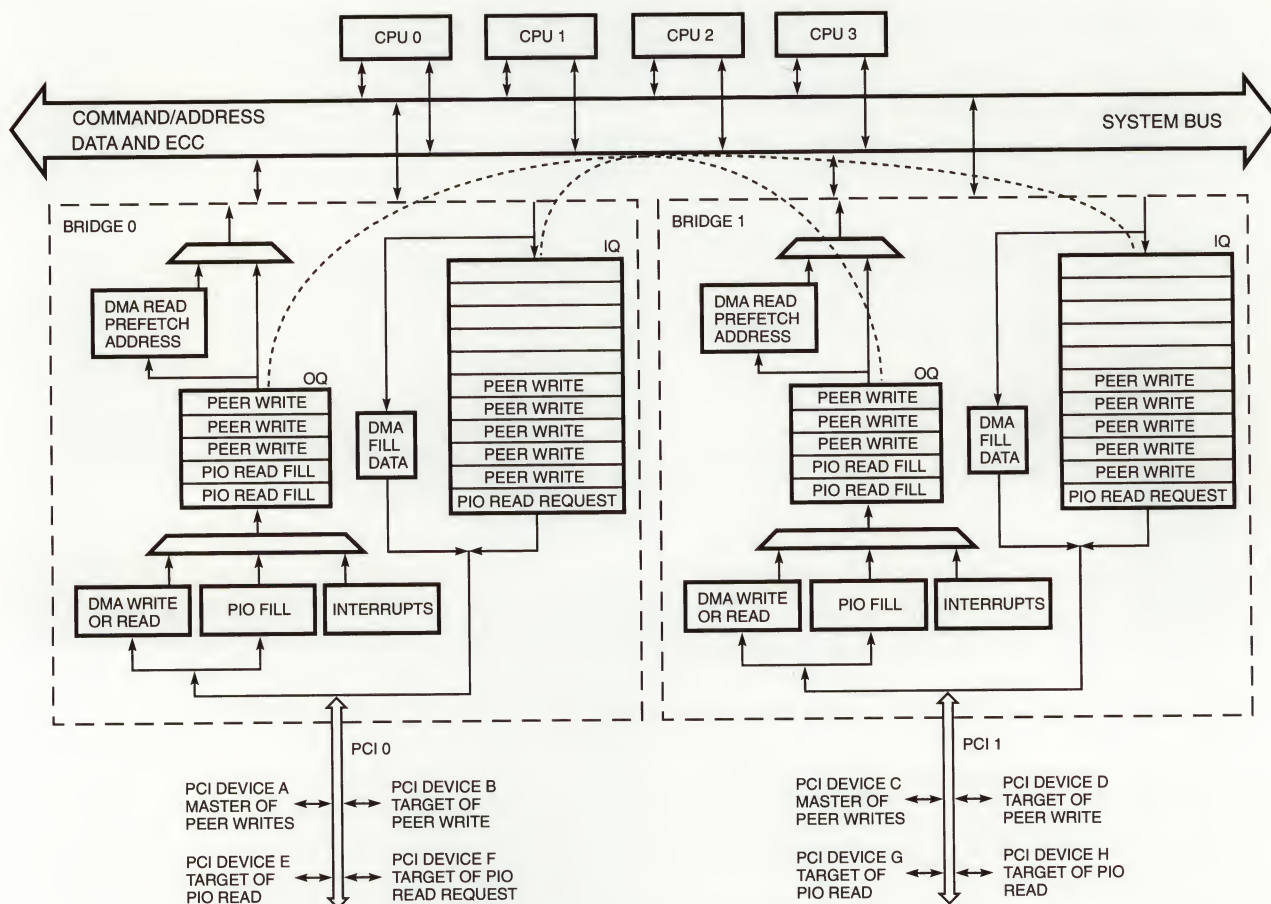 CPU 0
CPU 1
CPU 2
CPU 3
COMMAND/ADDRESS
DATA AND ECC
SYSTEM BUS
BRIDGE 0
IQ
DMA READ
PREFETCH
ADDRESS
OQ
PEER WRITE
PEER WRITE
PEER WRITE
PIO READ FILL
PIO READ FILL
DMA
FILL
DATA
PEER WRITE
PEER WRITE
PEER WRITE
PEER WRITE
PEER WRITE
PIO READ REQUEST
DMA WRITE
OR READ
PIO FILL
INTERRUPTS
BRIDGE 1
IQ
DMA READ
PREFETCH
ADDRESS
OQ
PEER WRITE
PEER WRITE
PEER WRITE
PIO READ FILL
PIO READ FILL
DMA
FILL
DATA
PEER WRITE
PEER WRITE
PEER WRITE
PEER WRITE
PEER WRITE
PIO READ REQUEST
DMA WRITE
OR READ
PIO FILL
INTERRUPTS
PCI 0
PCI DEVICE A
MASTER OF
PEER WRITES
PCI DEVICE B
TARGET OF
PEER WRITE
PCI DEVICE E
TARGET OF
PIO READ
PCI DEVICE F
TARGET OF PIO
READ REQUEST
PCI 1
PCI DEVICE C
MASTER OF
PEER WRITES
PCI DEVICE D
TARGET OF
PEER WRITE
PCI DEVICE G
TARGET OF
PIO READ
PCI DEVICE H
TARGET OF PIO
READ